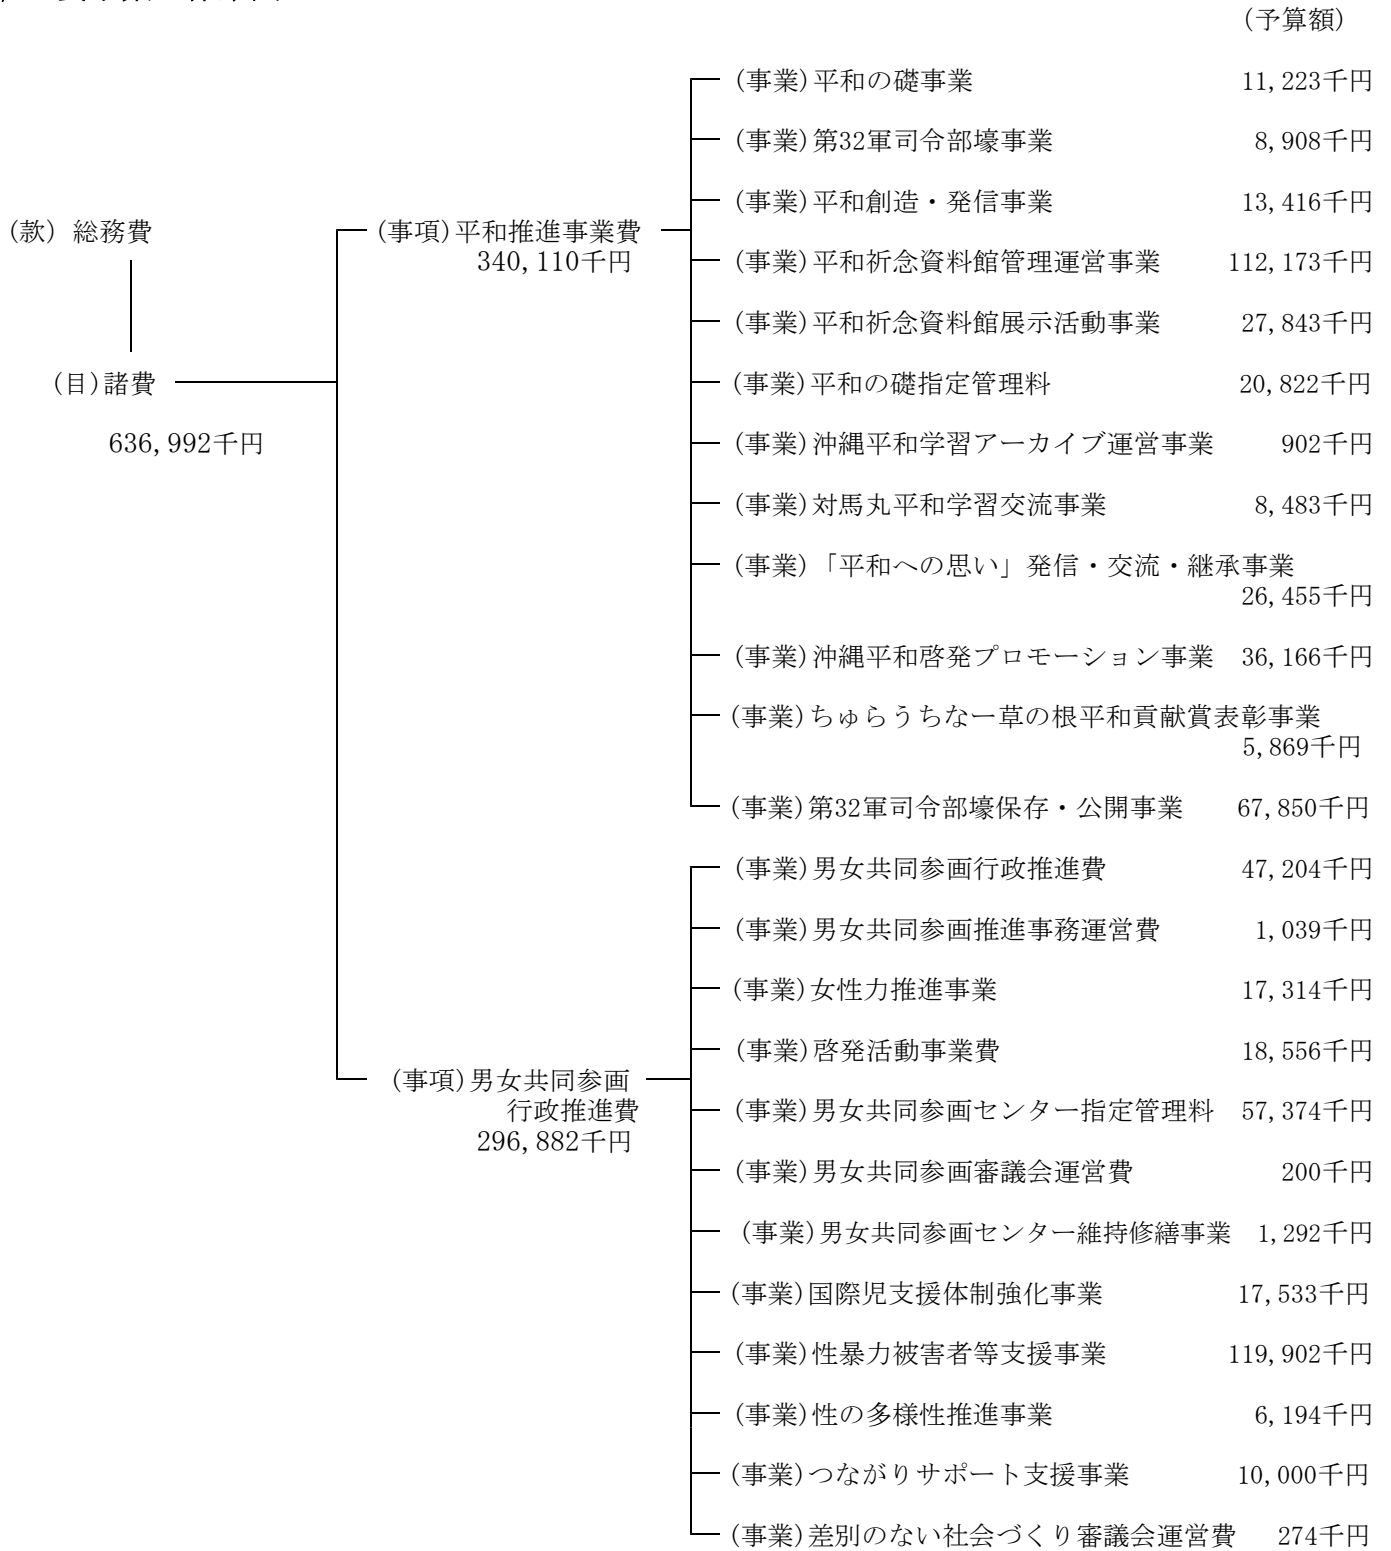 (予算額)
(事業)平和の礎事業 11,223千円
(事業)第32軍司令部壕事業 8,908千円
(事業)平和創造・発信事業 13,416千円
(款) 総務費
(事項)平和推進事業費
340,110千円
(事業)平和祈念資料館管理運営事業 112,173千円
(事業)平和祈念資料館展示活動事業 27,843千円
(目)諸費
636,992千円
(事業)平和の礎指定管理料 20,822千円
(事業)沖縄平和学習アーカイブ運営事業 902千円
(事業)対馬丸平和学習交流事業 8,483千円
(事業)「平和への思い」発信・交流・継承事業
26,455千円
(事業)沖縄平和啓発プロモーション事業 36,166千円
(事業)ちゅらうちなー草の根平和貢献賞表彰事業
5,869千円
(事業)第32軍司令部壕保存・公開事業 67,850千円
(事業)男女共同参画行政推進費 47,204千円
(事業)男女共同参画推進事務運営費 1,039千円
(事業)女性力推進事業 17,314千円
(事業)啓発活動事業費 18,556千円
(事項)男女共同参画
行政推進費
296,882千円
(事業)男女共同参画センター指定管理料 57,374千円
(事業)男女共同参画審議会運営費 200千円
(事業)男女共同参画センター維持修繕事業 1,292千円
(事業)国際児支援体制強化事業 17,533千円
(事業)性暴力被害者等支援事業 119,902千円
(事業)性の多様性推進事業 6,194千円
(事業)つながりサポート支援事業 10,000千円
(事業)差別のない社会づくり審議会運営費 274千円